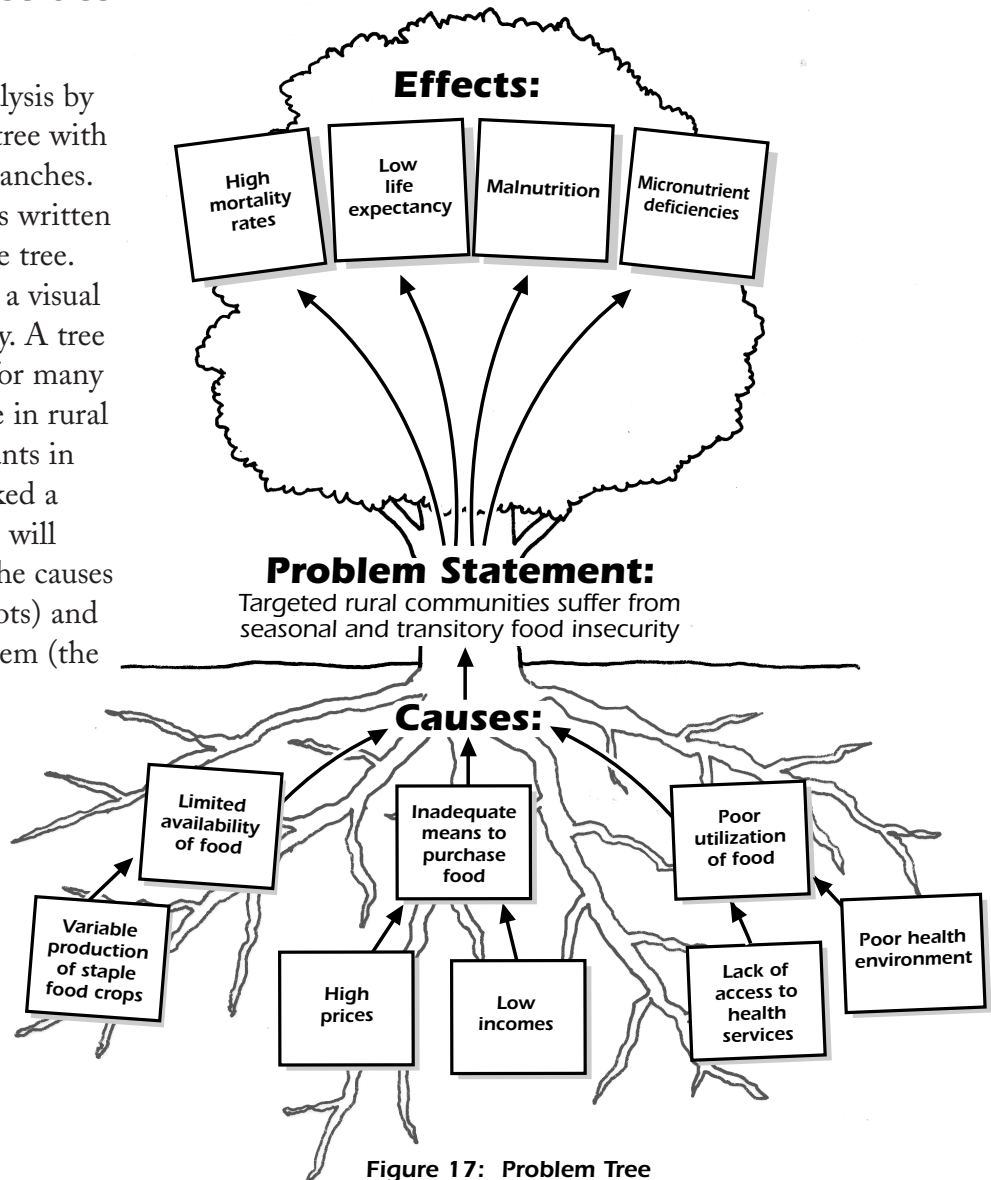 alysis by
tree with
anches.
s written
e tree.
a visual
y. A tree
or many
e in rural
ants in
ked a
will
he causes
ots) and
em (the
Effects:
High
mortality
rates
Low
life
expectancy
Malnutrition
Micronutrient
deficiencies
Problem Statement:
Targeted rural communities suffer from
seasonal and transitory food insecurity
Causes:
Limited
availability
of food
Inadequate
means to
purchase
food
Poor
utilization
of food
Variable
production
of staple
food crops
High
prices
Low
incomes
Lack of
access to
health
services
Poor health
environment
Figure 17: Problem Tree